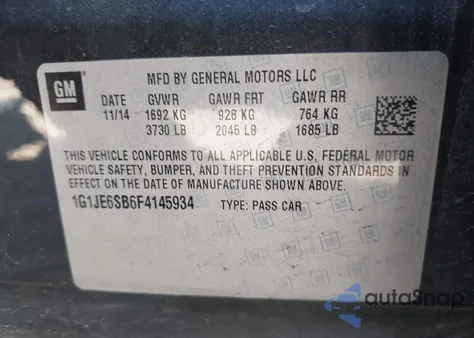 GM
MFD BY GENERAL MOTORS LLC
DATE GVWR GAWR FRT GAWR RR
11/14 1692 KG 928 KG 764 KG
3730 LB 2045 LB 1685 LB
THIS VEHICLE CONFORMS TO ALL APPLICABLE U.S. FEDERAL MOTOR
VEHICLE SAFETY, BUMPER, AND THEFT PREVENTION STANDARDS
IN EFFECT ON THE DATE OF MANUFACTURE SHOWN ABOVE.
1G1JE6SB6F4145934 TYPE: PASS CAR
autoSnap